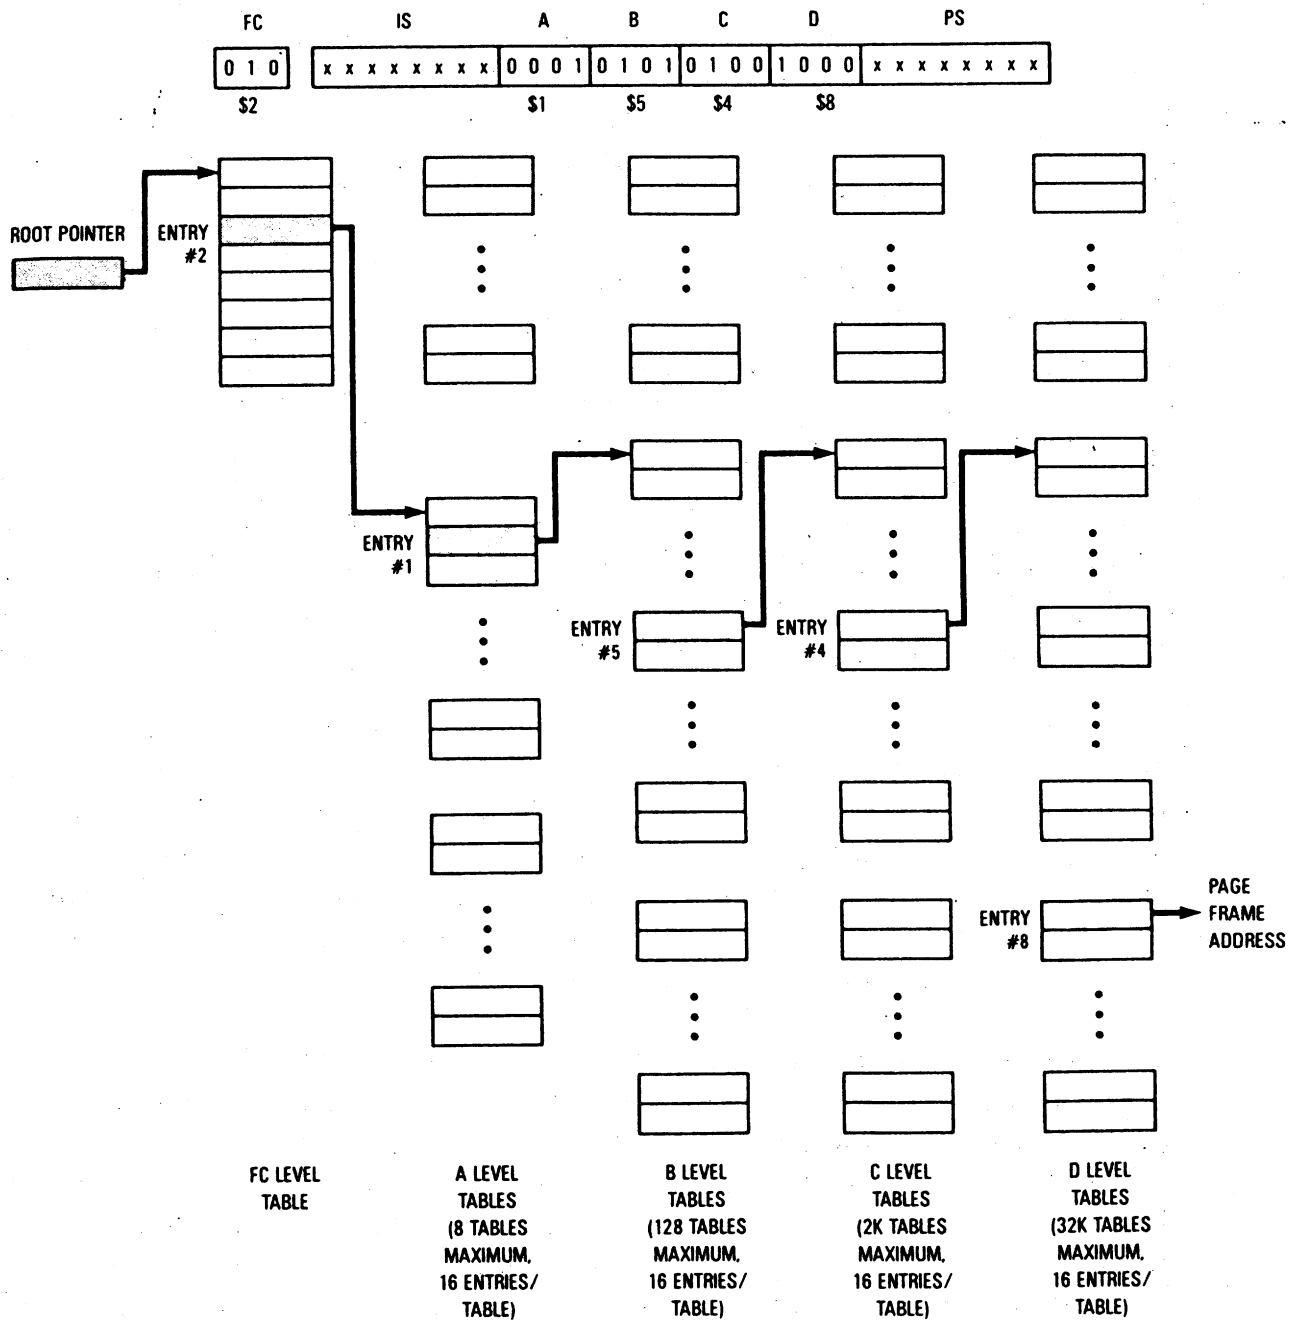 FC IS A B C D PS
0 1 0 x x x x x x x x 0 0 0 1 0 1 0 1 0 1 0 0 1 0 0 0 x x x x x x x x
$2 $1 $5 $4 $8
ROOT POINTER
ENTRY
#2
ENTRY
#1
ENTRY
#5
ENTRY
#4
ENTRY
#8
PAGE
FRAME
ADDRESS
FC LEVEL
TABLE
A LEVEL
TABLES
(8 TABLES
MAXIMUM,
16 ENTRIES/
TABLE)
B LEVEL
TABLES
(128 TABLES
MAXIMUM,
16 ENTRIES/
TABLE)
C LEVEL
TABLES
(2K TABLES
MAXIMUM,
16 ENTRIES/
TABLE)
D LEVEL
TABLES
(32K TABLES
MAXIMUM,
16 ENTRIES/
TABLE)